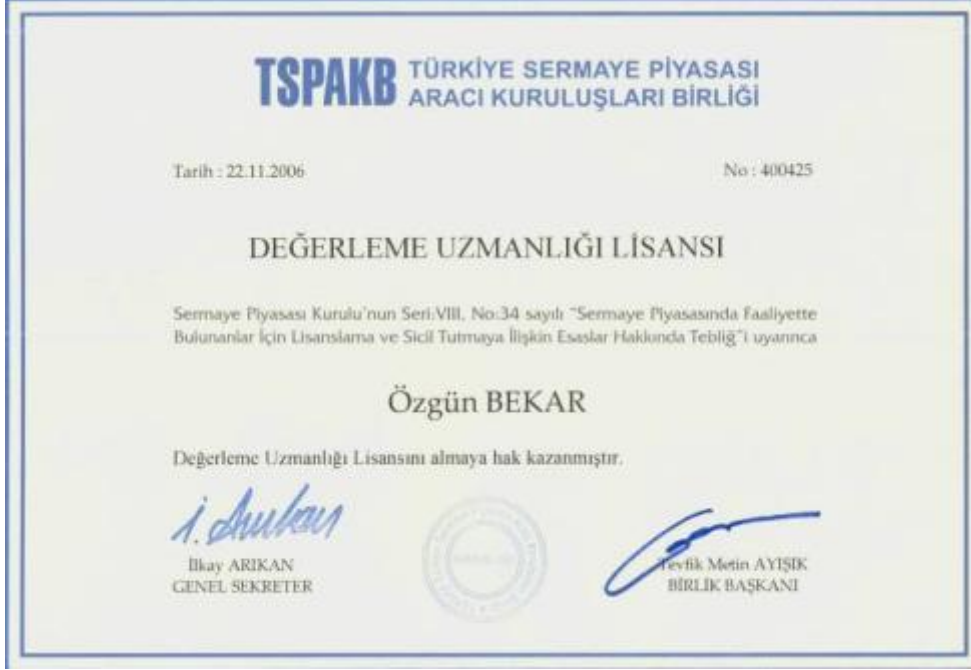 TSPAKB TÜRKİYE SERMAYE PİYASASI
ARACI KURULUŞLARI BİRLİĞİ
Tarih : 22.11.2006
No : 400425
DEĞERLEME UZMANLIĞI LİSANSI
Sermaye Piyasası Kurulu'nun Seri:VIII, No:34 sayılı "Sermaye Piyasasında Faaliyette
Bulunanlar İçin Lisanslama ve Sicil Tutmaya İlişkin Esaslar Hakkında Tebliğ"i uyarınca
Özgün BEKAR
Değerleme Uzmanlığı Lisansını almaya hak kazanmıştır.
İ. Arıkan
İlkay ARIKAN
GENEL SEKRETER
Tevfik Metin AYIŞIK
BİRLİK BAŞKANI